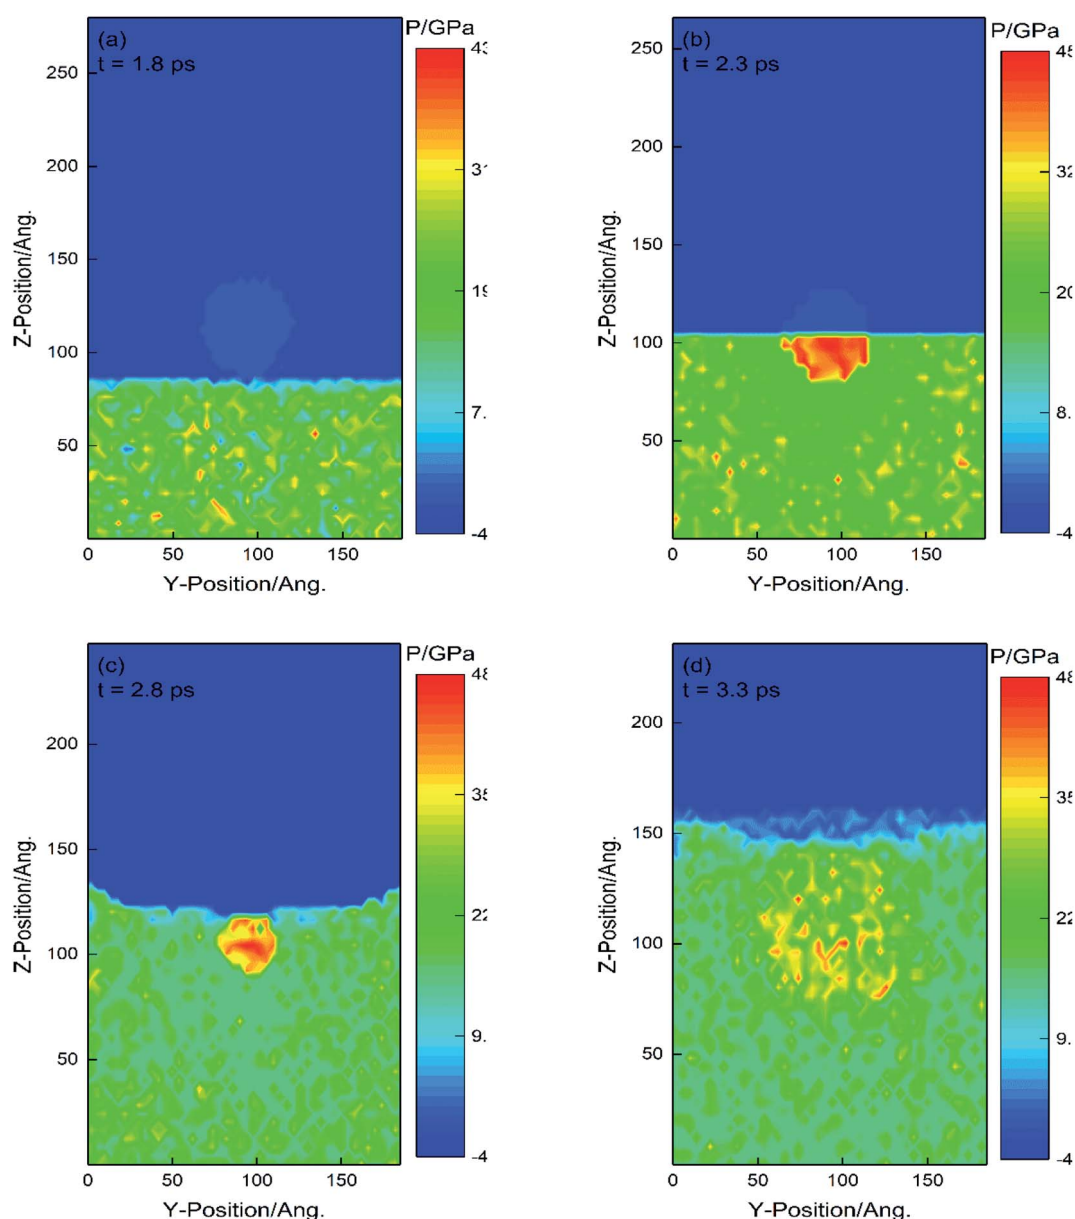 (a)
t = 1.8 ps
P/GPa
43
31
19
7.
-4
250
200
150
100
50
0
0 50 100 150
Z-Position/Ang.
Y-Position/Ang.
(b)
t = 2.3 ps
P/GPa
45
32
20
8.
-4
250
200
150
100
50
0
0 50 100 150
Z-Position/Ang.
Y-Position/Ang.
(c)
t = 2.8 ps
P/GPa
48
35
22
9.
-4
200
150
100
50
0
0 50 100 150
Z-Position/Ang.
Y-Position/Ang.
(d)
t = 3.3 ps
P/GPa
48
35
22
9.
-4
200
150
100
50
0
0 50 100 150
Z-Position/Ang.
Y-Position/Ang.